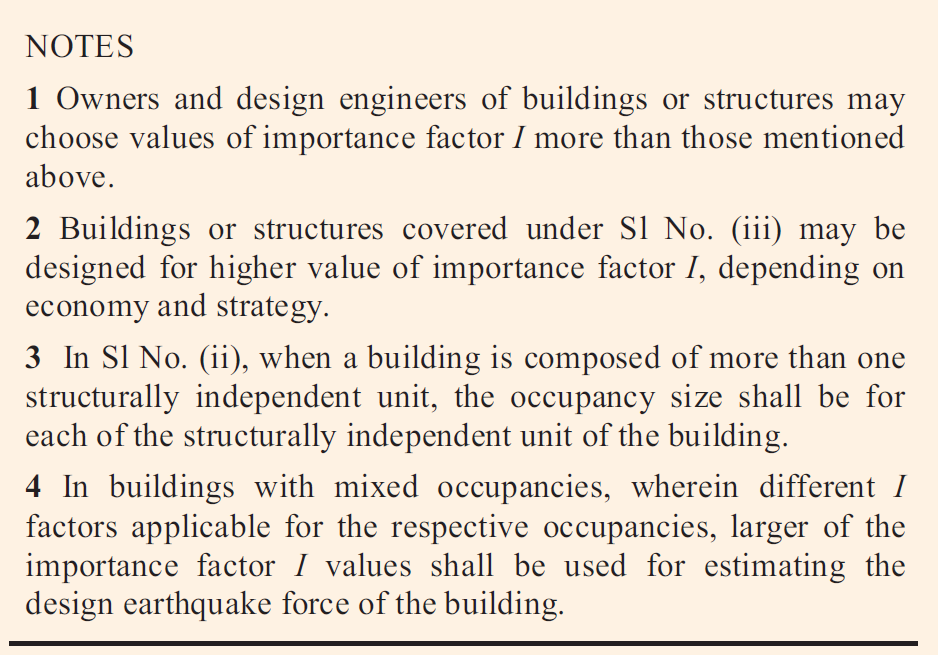 NOTES
1 Owners and design engineers of buildings or structures may
choose values of importance factor I more than those mentioned
above.
2 Buildings or structures covered under Sl No. (iii) may be
designed for higher value of importance factor I, depending on
economy and strategy.
3 In Sl No. (ii), when a building is composed of more than one
structurally independent unit, the occupancy size shall be for
each of the structurally independent unit of the building.
4 In buildings with mixed occupancies, wherein different I
factors applicable for the respective occupancies, larger of the
importance factor I values shall be used for estimating the
design earthquake force of the building.